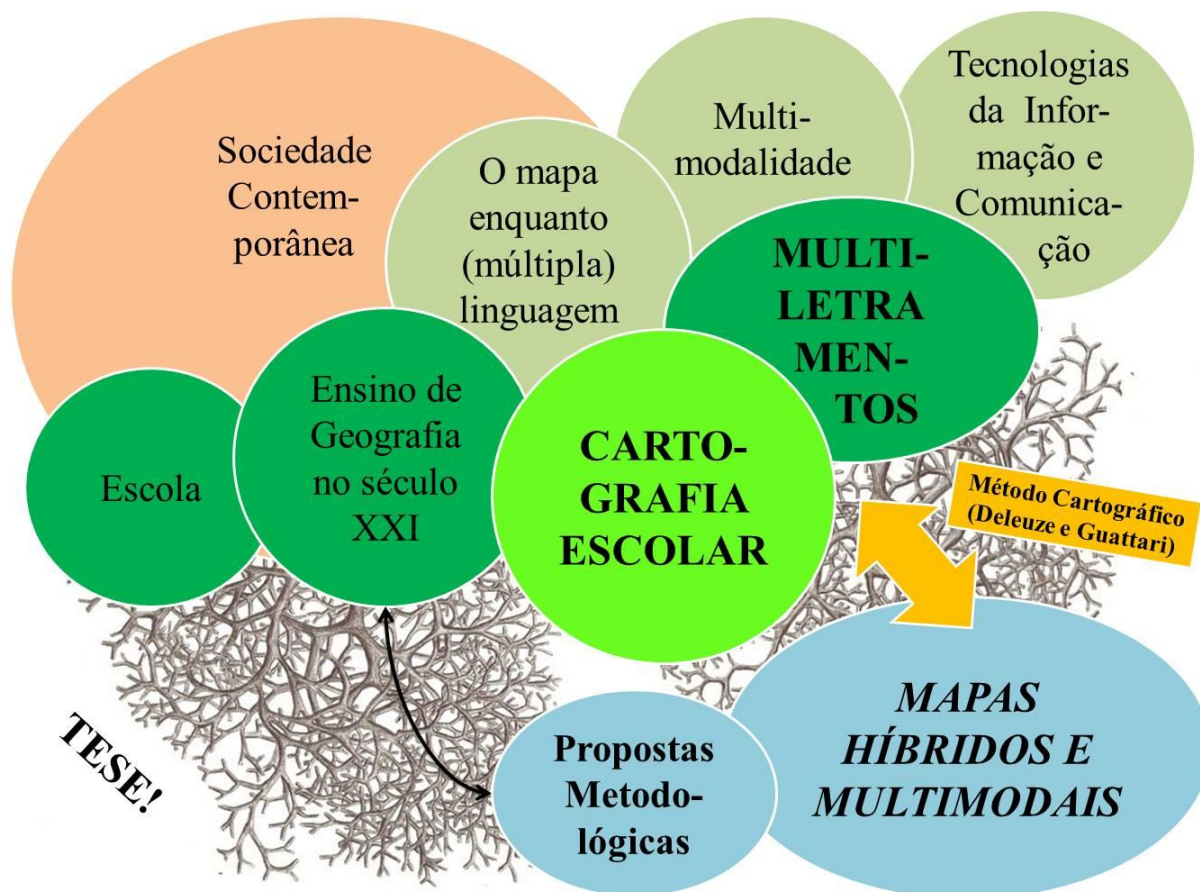 Sociedade
Contem-
porânea
O mapa
enquanto
(múltipla)
linguagem
Multi-
modalidade
Tecnologias
da Infor-
mação e
Comunica-
ção
MULTI-
LETRA
MEN-
TOS
Escola
Ensino de
Geografia
no século
XXI
CARTO-
GRAFIA
ESCOLAR
Método Cartográfico
(Deleuze e Guattari)
TESE!
Propostas
Metodo-
lógicas
MAPAS
HÍBRIDOS E
MULTIMODAIS